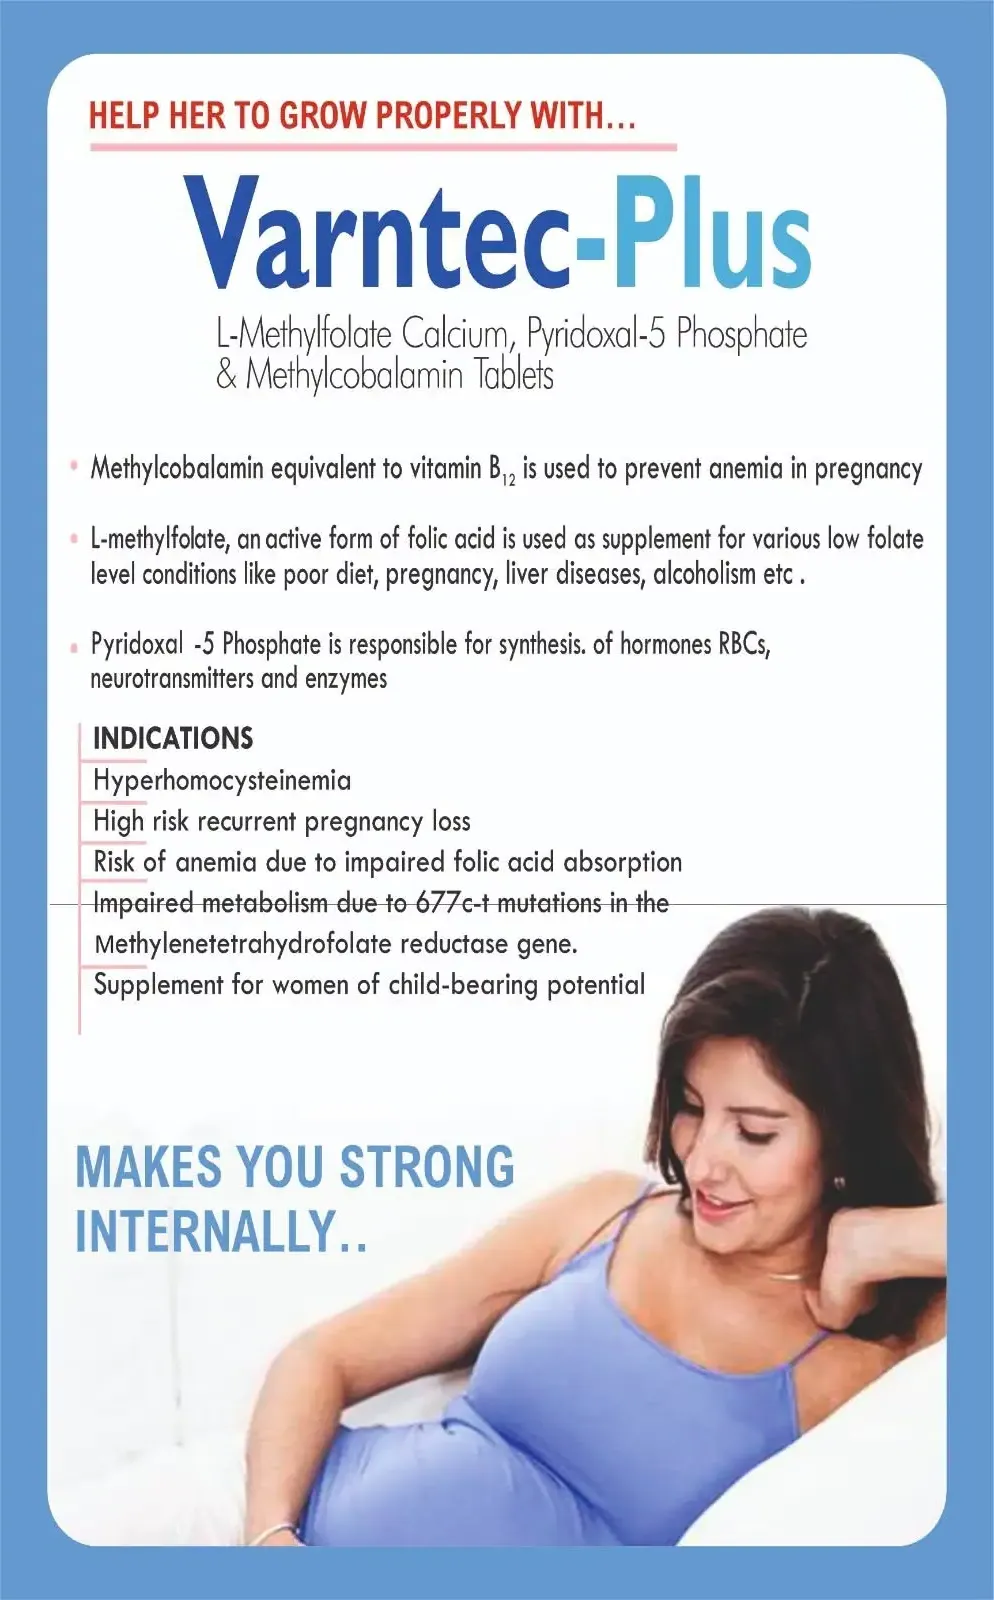 HELP HER TO GROW PROPERLY WITH...
Varntec-Plus
L-Methylfolate Calcium, Pyridoxal-5 Phosphate
& Methylcobalamin Tablets
• Methylcobalamin equivalent to vitamin B₁₂ is used to prevent anemia in pregnancy
• L-methylfolate, an active form of folic acid is used as supplement for various low folate
level conditions like poor diet, pregnancy, liver diseases, alcoholism etc .
• Pyridoxal -5 Phosphate is responsible for synthesis. of hormones RBCs,
neurotransmitters and enzymes
INDICATIONS
Hyperhomocysteinemia
High risk recurrent pregnancy loss
Risk of anemia due to impaired folic acid absorption
Impaired metabolism due to 677c-t mutations in the
Methylenetetrahydrofolate reductase gene.
Supplement for women of child-bearing potential
MAKES YOU STRONG
INTERNALLY..